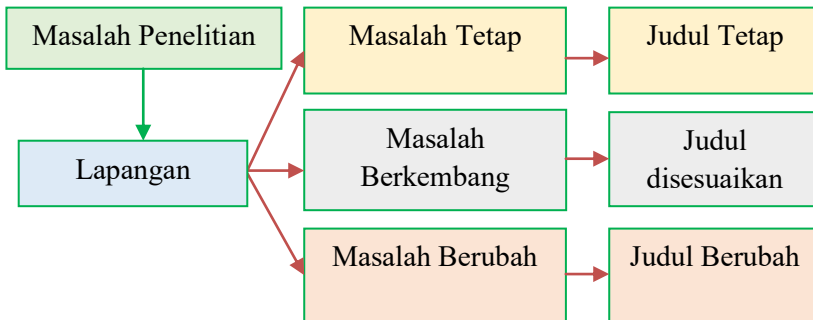 Masalah Penelitian
Lapangan
Masalah Tetap
Judul Tetap
Masalah
Berkembang
Judul
disesuaikan
Masalah Berubah
Judul Berubah